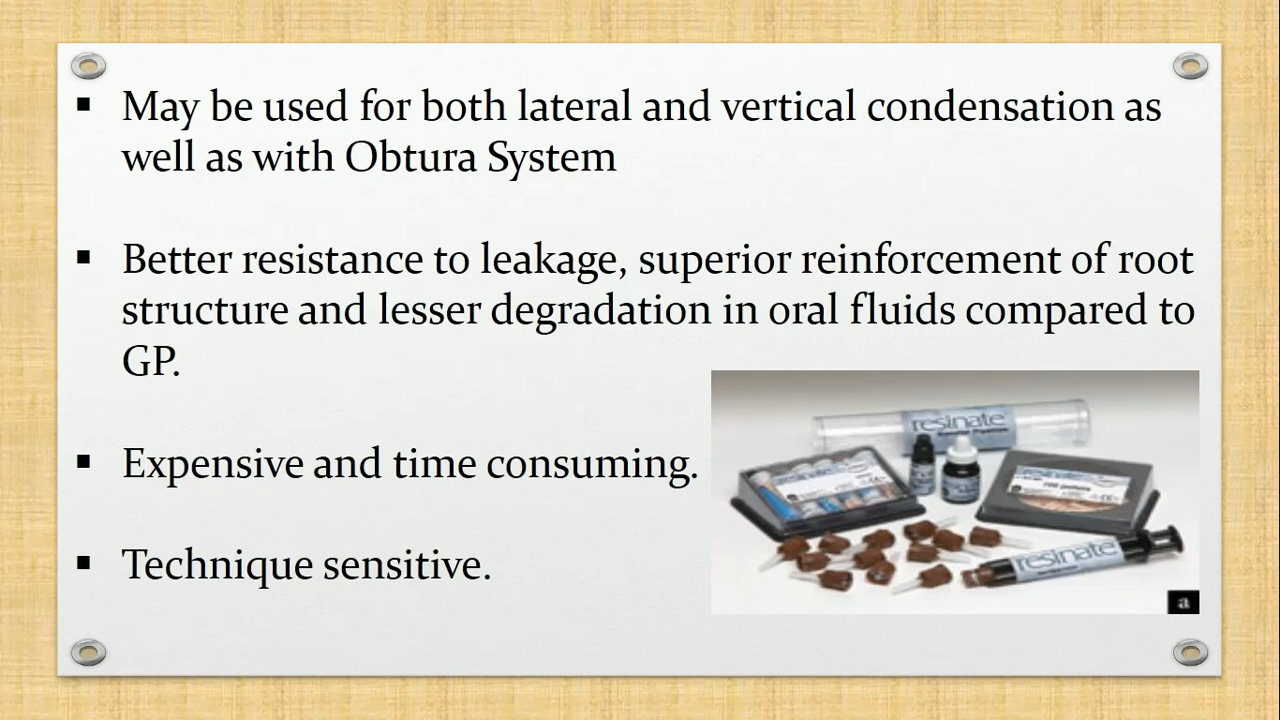 ▪ May be used for both lateral and vertical condensation as
well as with Obtura System
▪ Better resistance to leakage, superior reinforcement of root
structure and lesser degradation in oral fluids compared to
GP.
▪ Expensive and time consuming.
▪ Technique sensitive.
resinate
resinate
a